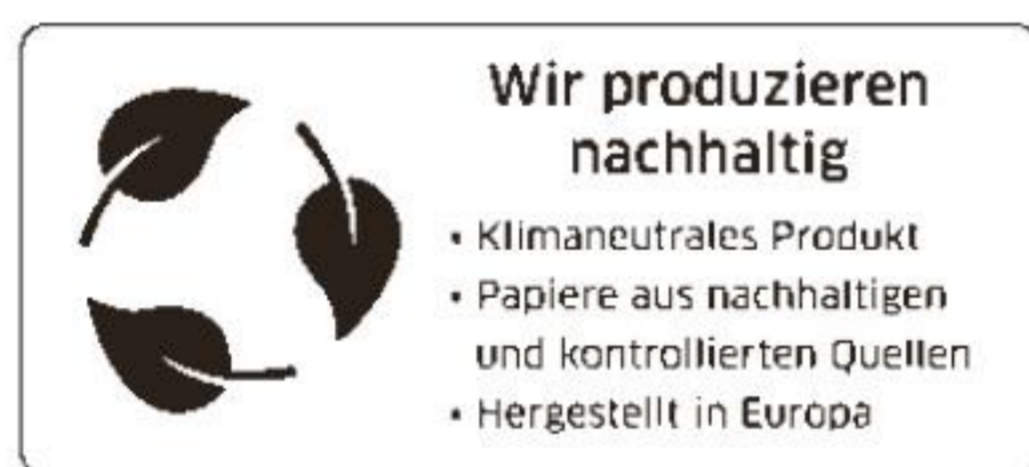 Wir produzieren
nachhaltig
• Klimaneutrales Produkt
• Papiere aus nachhaltigen
und kontrollierten Quellen
• Hergestellt in Europa